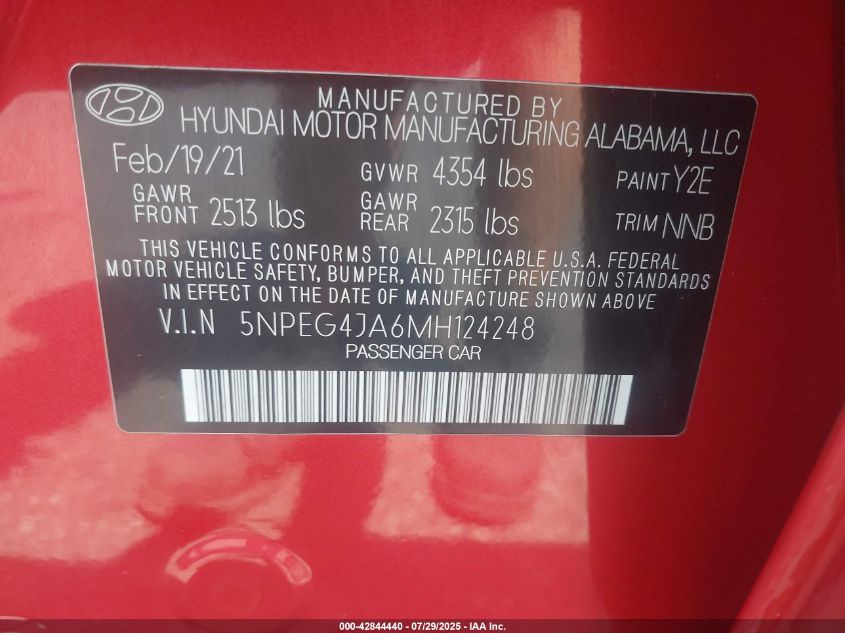 MANUFACTURED BY
HYUNDAI MOTOR MANUFACTURING ALABAMA, LLC
Feb/19/21 GVWR 4354 lbs PAINT Y2E
GAWR FRONT 2513 lbs GAWR REAR 2315 lbs TRIM NNB
THIS VEHICLE CONFORMS TO ALL APPLICABLE U.S.A. FEDERAL
MOTOR VEHICLE SAFETY, BUMPER, AND THEFT PREVENTION STANDARDS
IN EFFECT ON THE DATE OF MANUFACTURE SHOWN ABOVE
V.I.N 5NPEG4JA6MH124248
PASSENGER CAR
000-42844440 - 07/29/2025 - IAA Inc.